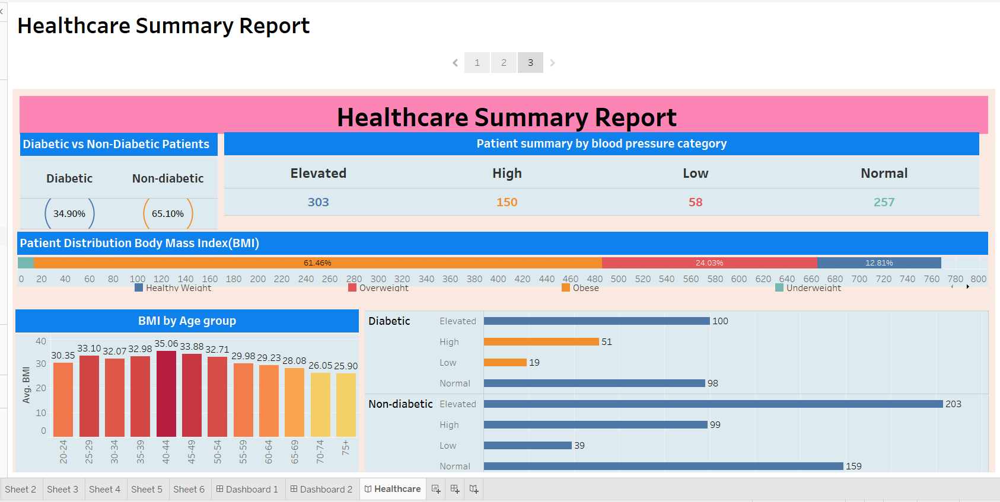 Healthcare Summary Report
1 2 3
Healthcare Summary Report
Diabetic vs Non-Diabetic Patients
Diabetic Non-diabetic
34.90% 65.10%
Patient summary by blood pressure category
Elevated High Low Normal
303 150 58 257
Patient Distribution Body Mass Index(BMI)
61.46% 24.03% 12.81%
0 20 40 60 80 100 120 140 160 180 200 220 240 260 280 300 320 340 360 380 400 420 440 460 480 500 520 540 560 580 600 620 640 660 680 700 720 740 760 780 800
Healthy Weight Overweight Obese Underweight
BMI by Age group
Avg. BMI
40
30
20
10
0
30.35 33.10 32.07 32.98 35.06 33.88 32.71 29.98 29.23 28.08 26.05 25.90
20-24 25-29 30-34 35-39 40-44 45-49 50-54 55-59 60-64 65-69 70-74 75+
Diabetic Elevated 100
High 51
Low 19
Normal 98
Non-diabetic Elevated 203
High 99
Low 39
Normal 159
Sheet 2 Sheet 3 Sheet 4 Sheet 5 Sheet 6 Dashboard 1 Dashboard 2 Healthcare